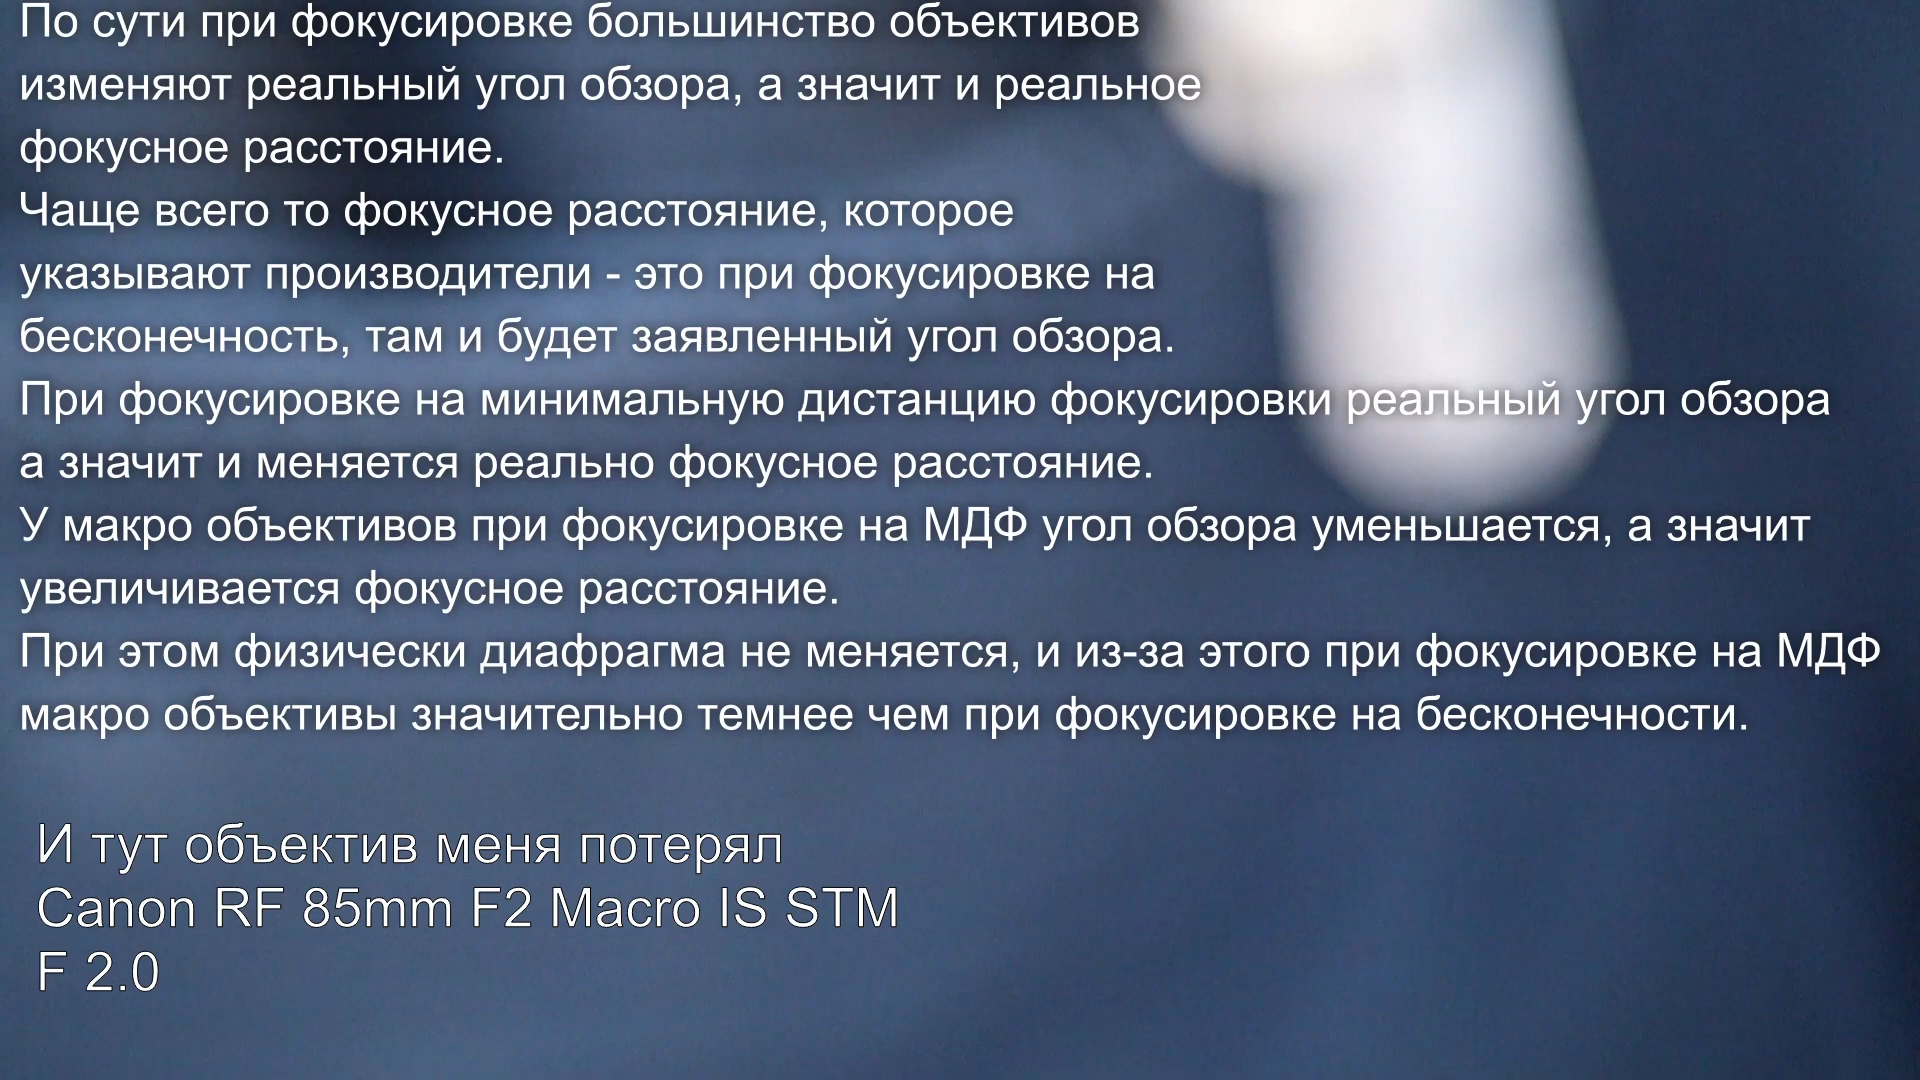 По сути при фокусировке большинство объективов
изменяют реальный угол обзора, а значит и реальное
фокусное расстояние.
Чаще всего то фокусное расстояние, которое
указывают производители - это при фокусировке на
бесконечность, там и будет заявленный угол обзора.
При фокусировке на минимальную дистанцию фокусировки реальный угол обзора
а значит и меняется реально фокусное расстояние.
У макро объективов при фокусировке на МДФ угол обзора уменьшается, а значит
увеличивается фокусное расстояние.
При этом физически диафрагма не меняется, и из-за этого при фокусировке на МДФ
макро объективы значительно темнее чем при фокусировке на бесконечности.
И тут объектив меня потерял
Canon RF 85mm F2 Macro IS STM
F 2.0